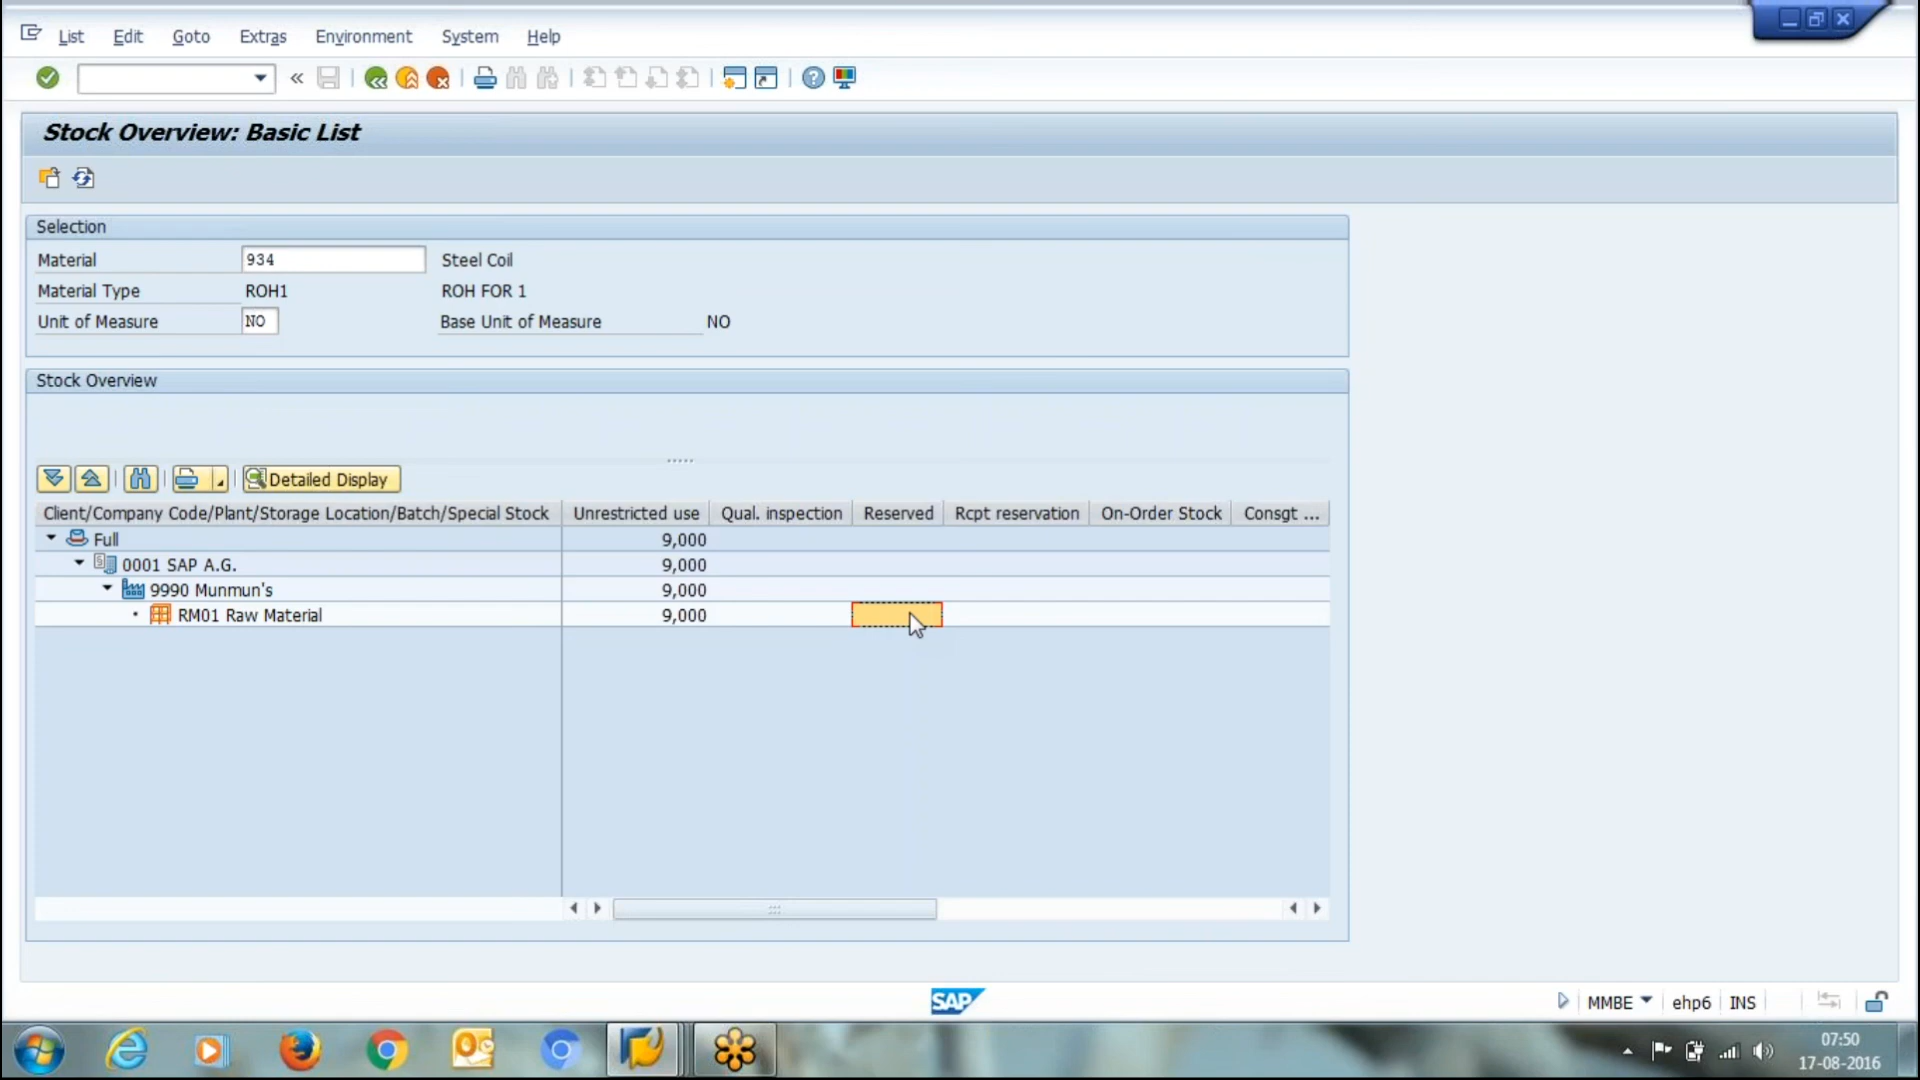 List Edit Goto Extras Environment System Help
Stock Overview: Basic List
Selection
Material 934 Steel Coil
Material Type ROH1 ROH FOR 1
Unit of Measure NO Base Unit of Measure NO
Stock Overview
Detailed Display
Client/Company Code/Plant/Storage Location/Batch/Special Stock Unrestricted use Qual. inspection Reserved Rcpt reservation On-Order Stock Consgt ...
Full 9,000
0001 SAP A.G. 9,000
9990 Munmun's 9,000
RM01 Raw Material 9,000
SAP MMBE ehp6 INS
07:50
17-08-2016